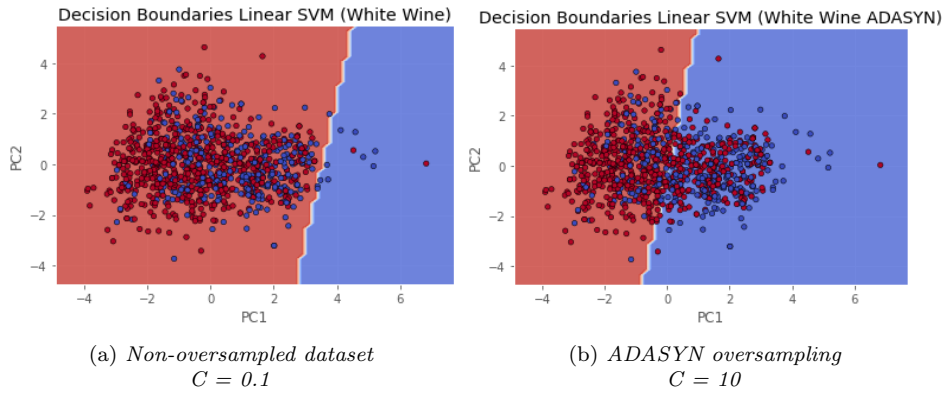 Decision Boundaries Linear SVM (White Wine)
4
2
0
−2
−4
PC2
−4 −2 0 2 4 6
PC1
(a) Non-oversampled dataset
C = 0.1
Decision Boundaries Linear SVM (White Wine ADASYN)
4
2
0
−2
−4
PC2
−4 −2 0 2 4 6
PC1
(b) ADASYN oversampling
C = 10